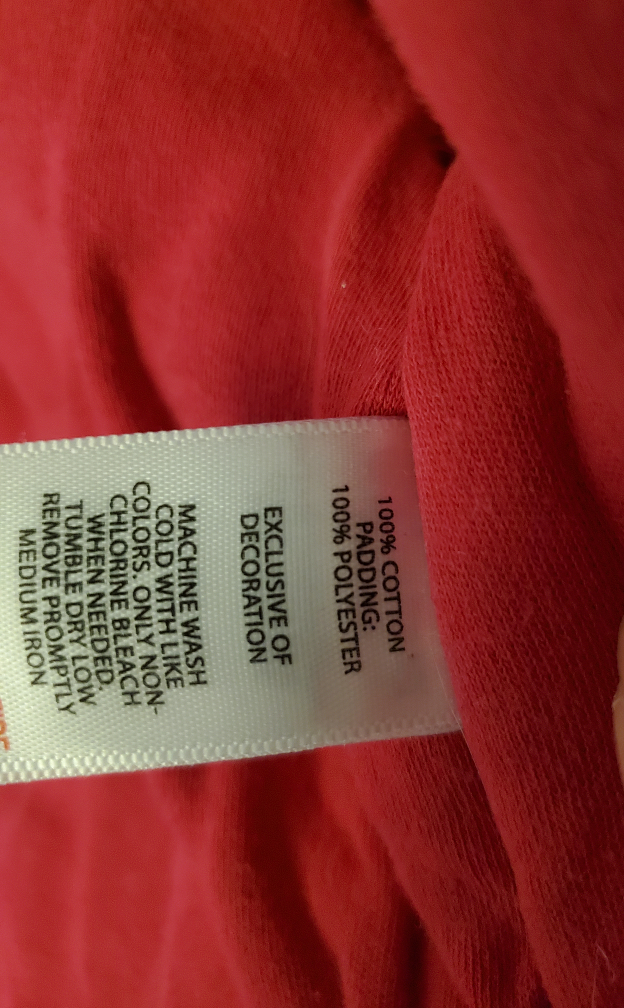 100% COTTON
PADDING:
100% POLYESTER
EXCLUSIVE OF
DECORATION
MACHINE WASH
COLD WITH LIKE
COLORS. ONLY NON-
CHLORINE BLEACH
WHEN NEEDED.
TUMBLE DRY LOW
REMOVE PROMPTLY
MEDIUM IRON